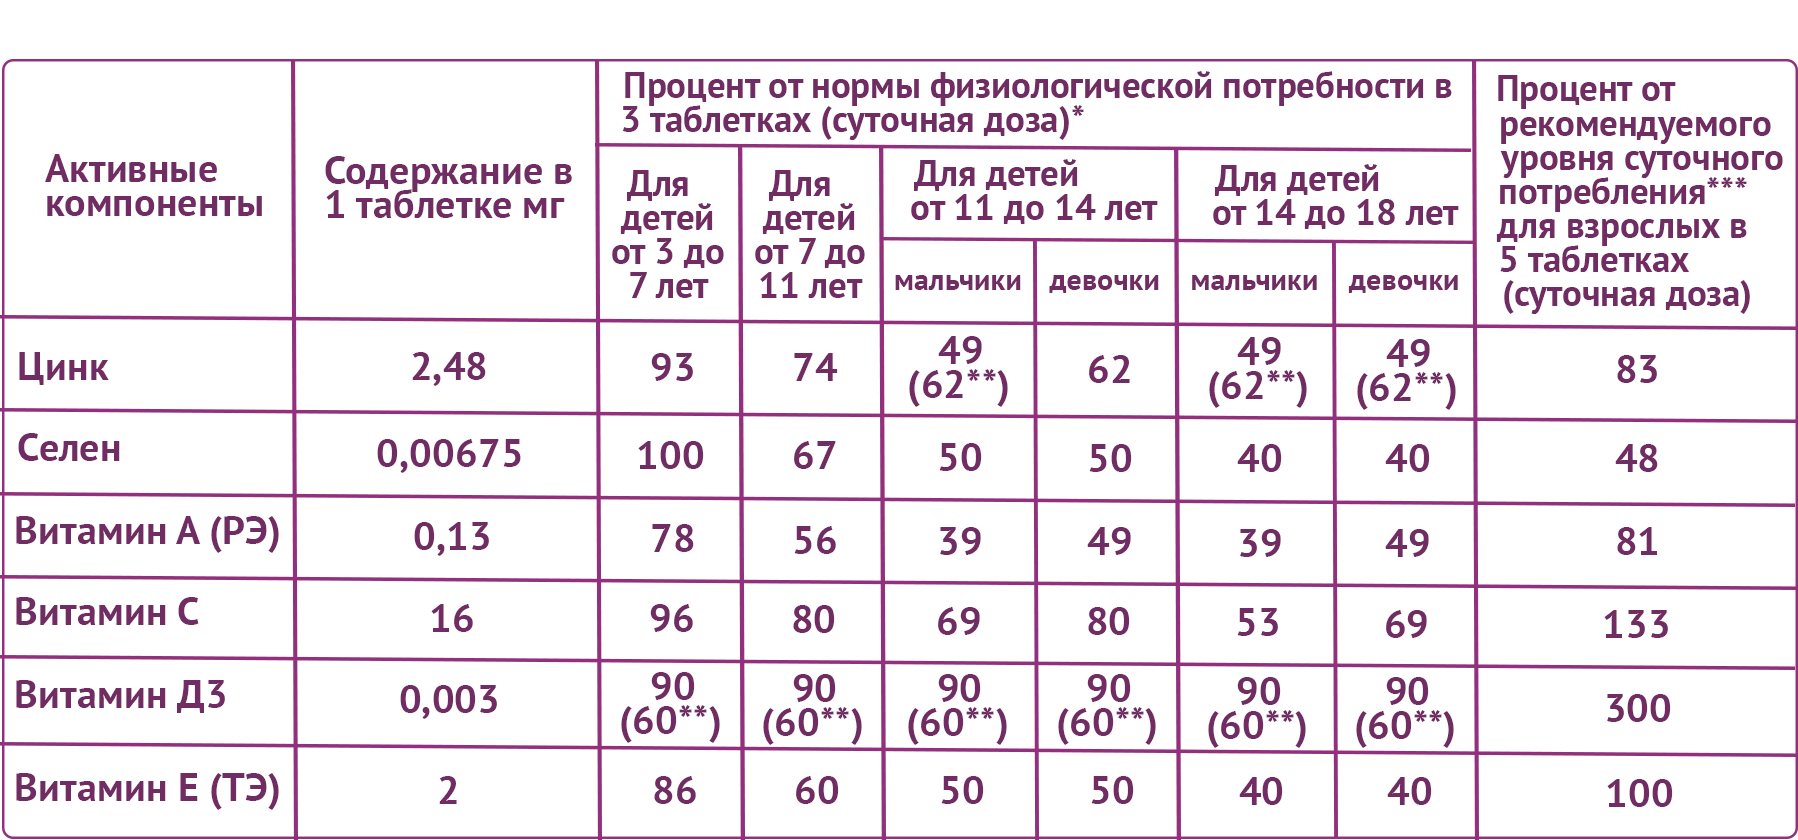 Активные
компоненты
Содержание в
1 таблетке мг
Процент от нормы физиологической потребности в
3 таблетках (суточная доза)*
Для
детей
от 3 до
7 лет
Для
детей
от 7 до
11 лет
Для детей
от 11 до 14 лет
мальчики
девочки
Для детей
от 14 до 18 лет
мальчики
девочки
Процент от
рекомендуемого
уровня суточного
потребления***
для взрослых в
5 таблетках
(суточная доза)
Цинк
2,48
93
74
49
(62**)
62
49
(62**)
49
(62**)
83
Селен
0,00675
100
67
50
50
40
40
48
Витамин А (РЭ)
0,13
78
56
39
49
39
49
81
Витамин С
16
96
80
69
80
53
69
133
Витамин Д3
0,003
90
(60**)
90
(60**)
90
(60**)
90
(60**)
90
(60**)
90
(60**)
300
Витамин Е (ТЭ)
2
86
60
50
50
40
40
100